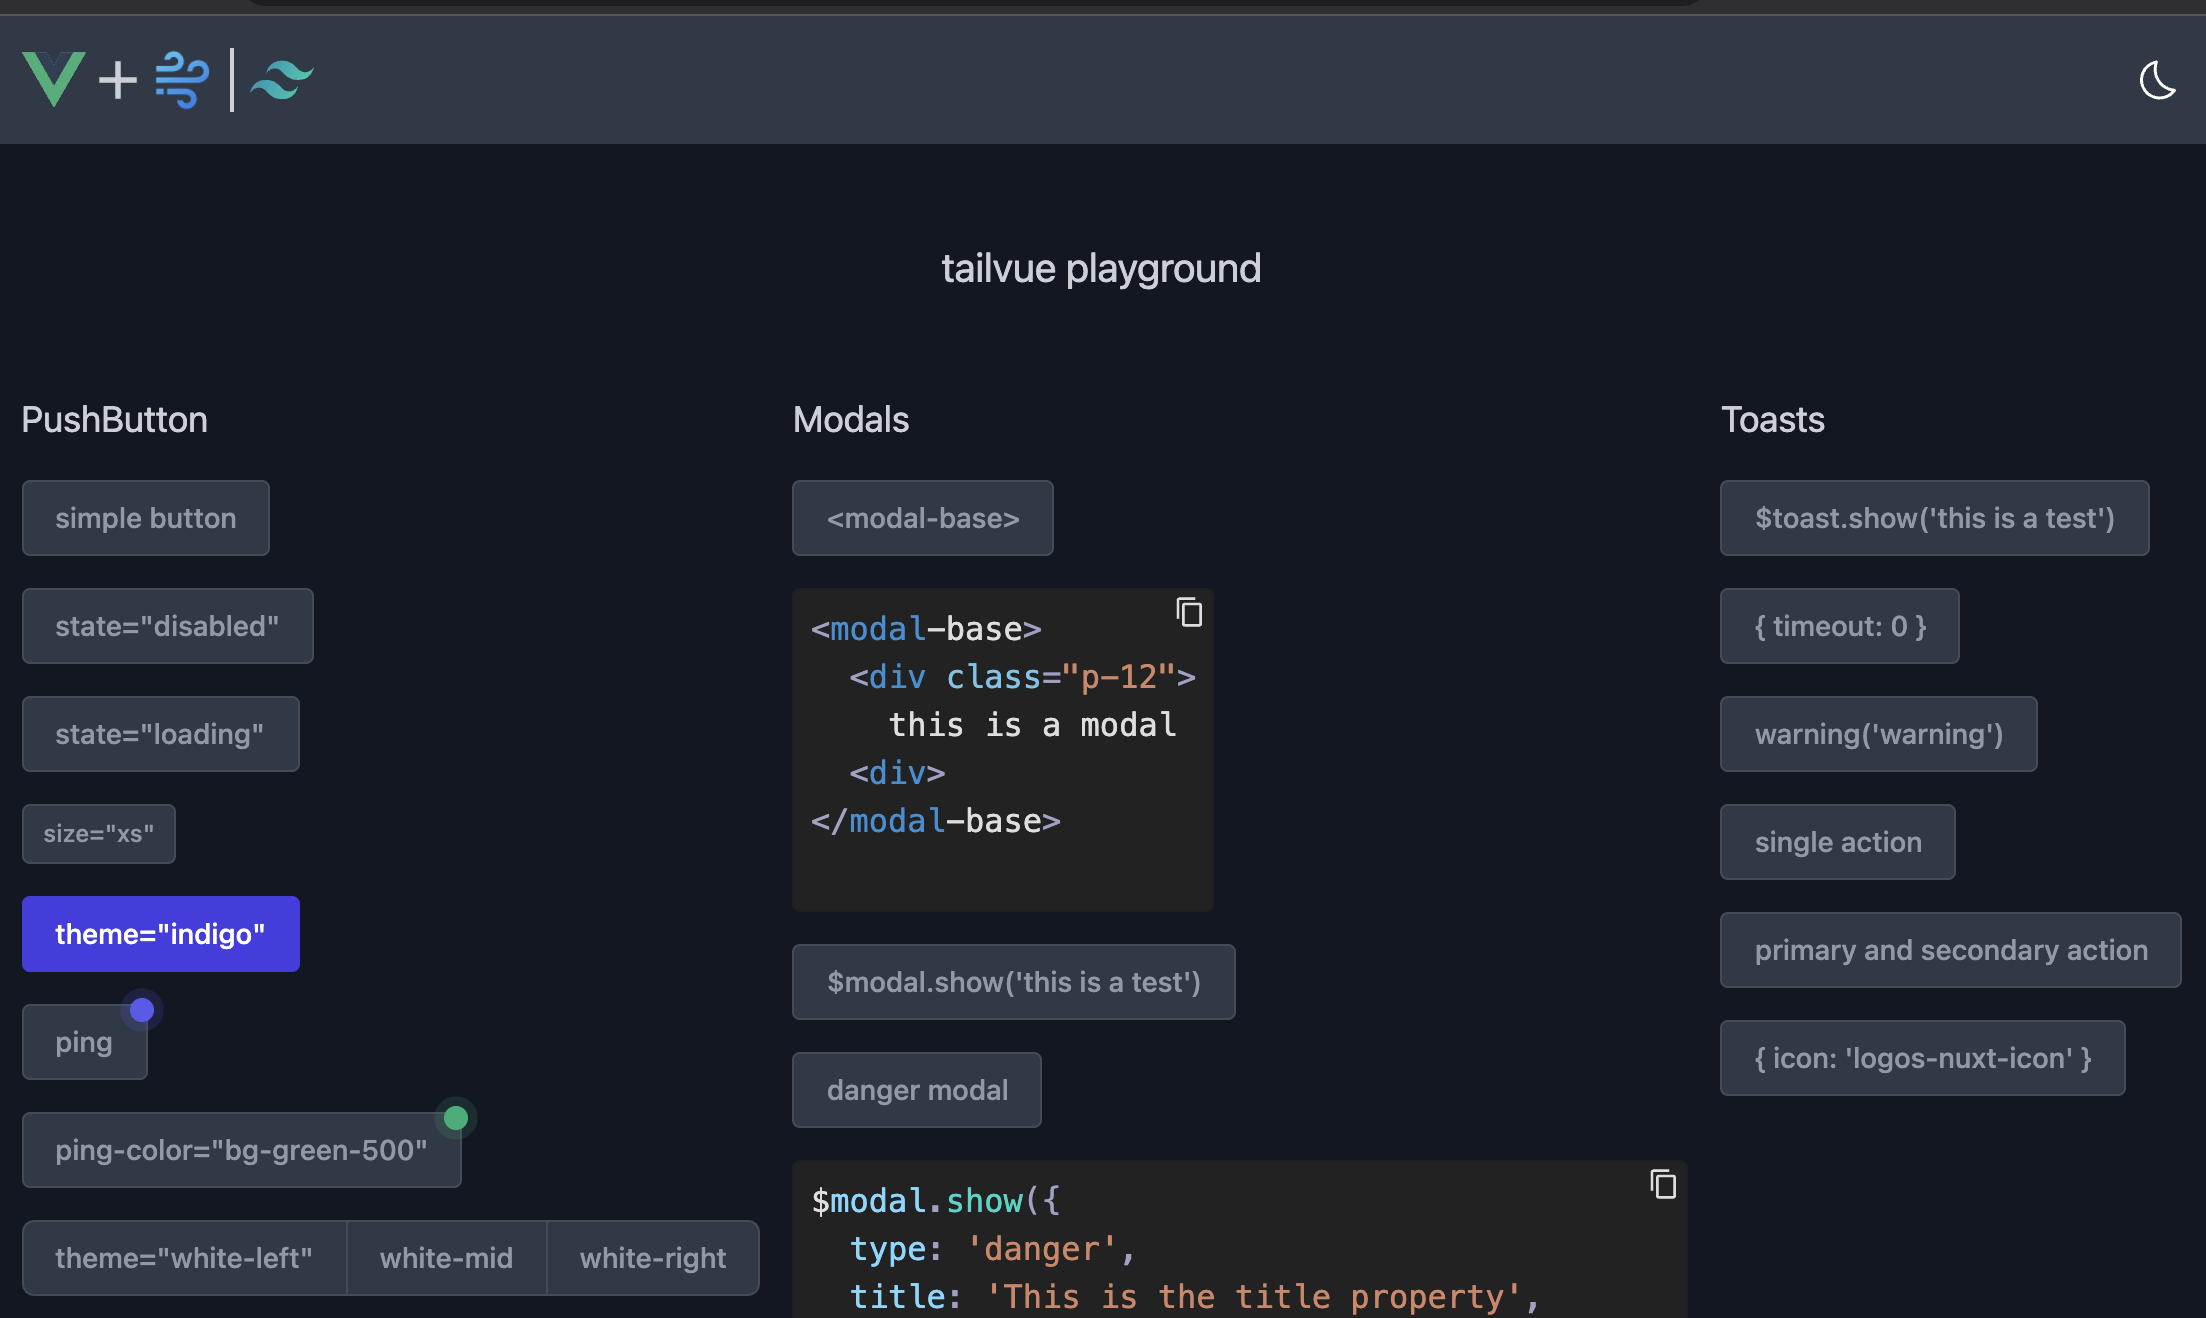 tailvue playground
PushButton
simple button
state="disabled"
state="loading"
size="xs"
theme="indigo"
ping
ping-color="bg-green-500"
theme="white-left" white-mid white-right
Modals
<modal-base>
<modal-base>
  <div class="p-12">
    this is a modal
  <div>
</modal-base>
$modal.show('this is a test')
danger modal
$modal.show({
  type: 'danger',
  title: 'This is the title property',
Toasts
$toast.show('this is a test')
{ timeout: 0 }
warning('warning')
single action
primary and secondary action
{ icon: 'logos-nuxt-icon' }